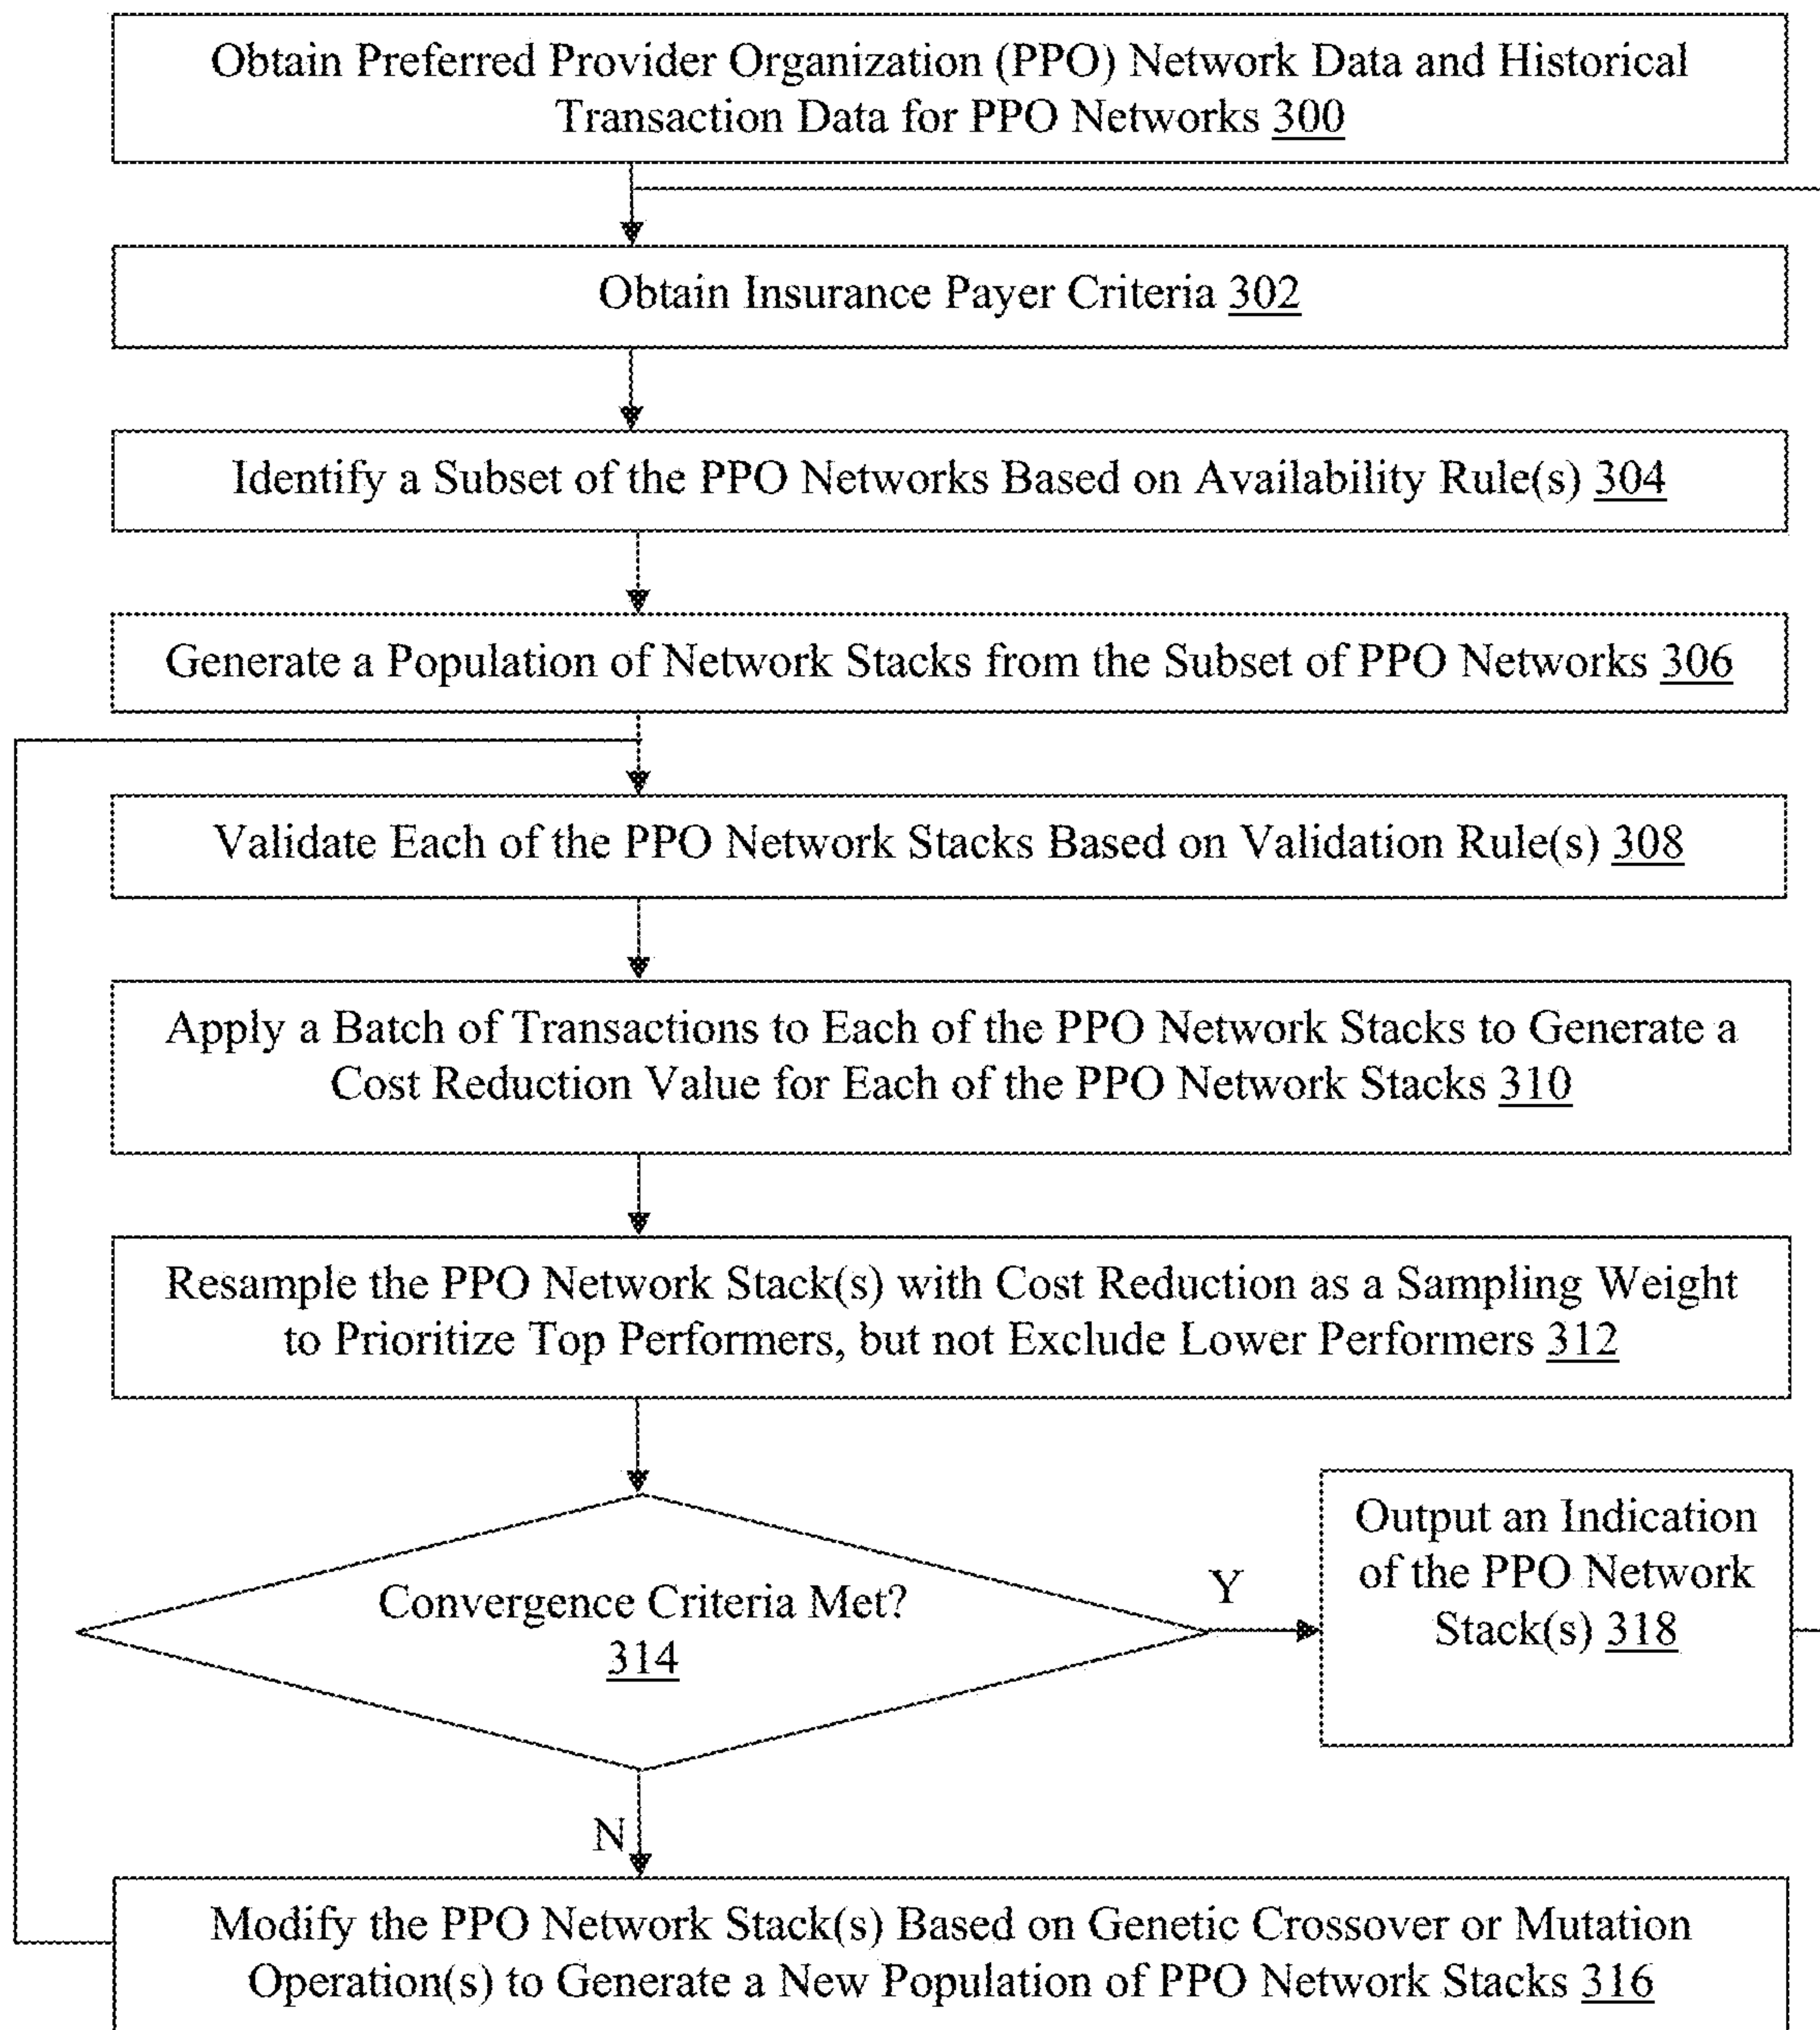 Obtain Preferred Provider Organization (PPO) Network Data and Historical
Transaction Data for PPO Networks 300
Obtain Insurance Payer Criteria 302
Identify a Subset of the PPO Networks Based on Availability Rule(s) 304
Generate a Population of Network Stacks from the Subset of PPO Networks 306
Validate Each of the PPO Network Stacks Based on Validation Rule(s) 308
Apply a Batch of Transactions to Each of the PPO Network Stacks to Generate a
Cost Reduction Value for Each of the PPO Network Stacks 310
Resample the PPO Network Stack(s) with Cost Reduction as a Sampling Weight
to Prioritize Top Performers, but not Exclude Lower Performers 312
Convergence Criteria Met?
314
Y
Output an Indication
of the PPO Network
Stack(s) 318
N
Modify the PPO Network Stack(s) Based on Genetic Crossover or Mutation
Operation(s) to Generate a New Population of PPO Network Stacks 316